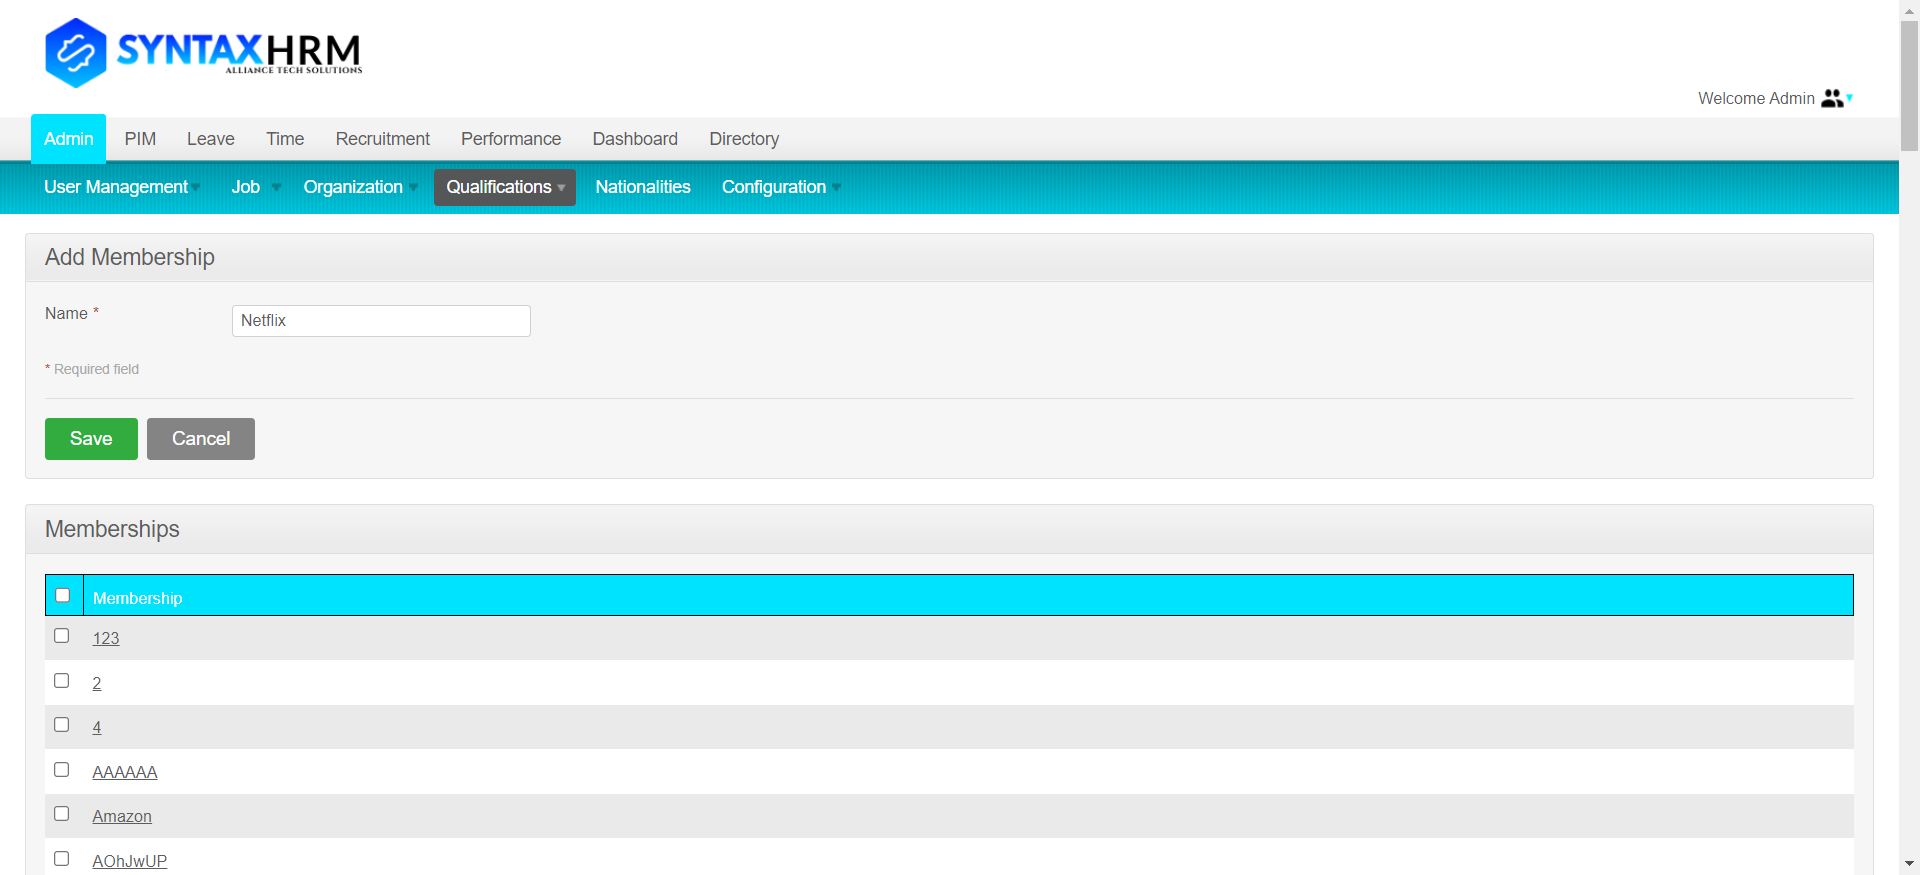 SYNTAXHRM
ALLIANCE TECH SOLUTIONS
Welcome Admin
Admin PIM Leave Time Recruitment Performance Dashboard Directory
User Management Job Organization Qualifications Nationalities Configuration
Add Membership
Name * Netflix
* Required field
Save Cancel
Memberships
Membership
123
2
4
AAAAAA
Amazon
AOhJwUP